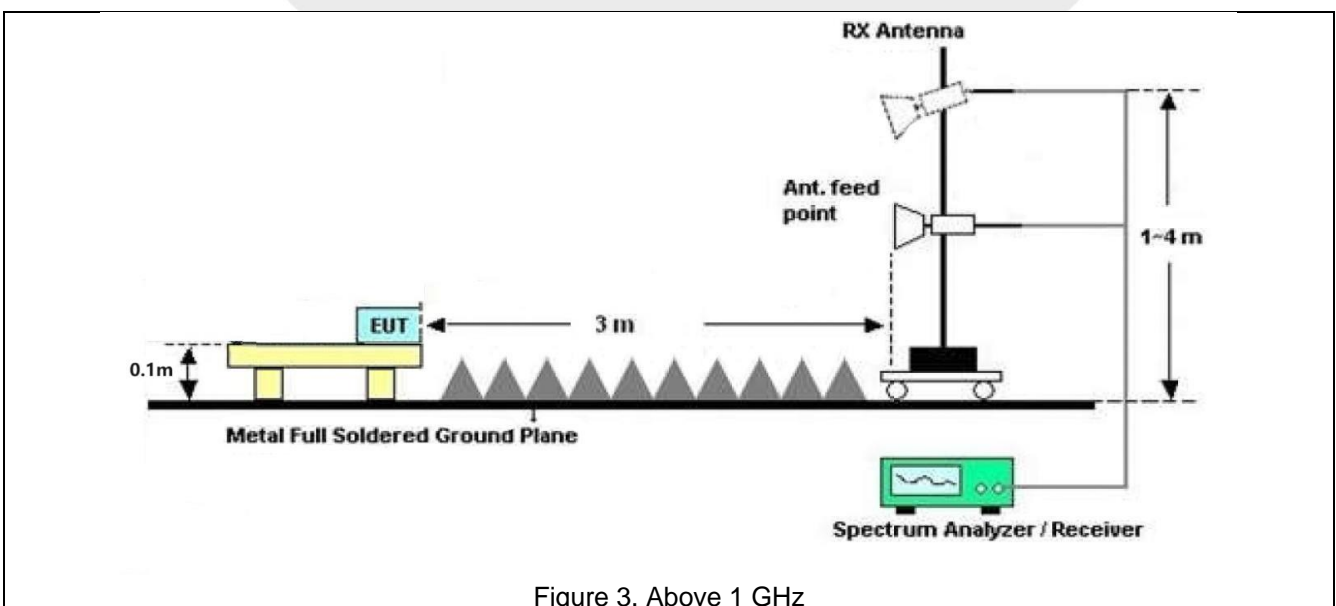 RX Antenna
Ant. feed
point
1~4 m
EUT
3 m
0.1m
Metal Full Soldered Ground Plane
Spectrum Analyzer / Receiver
Figure 3. Above 1 GHz